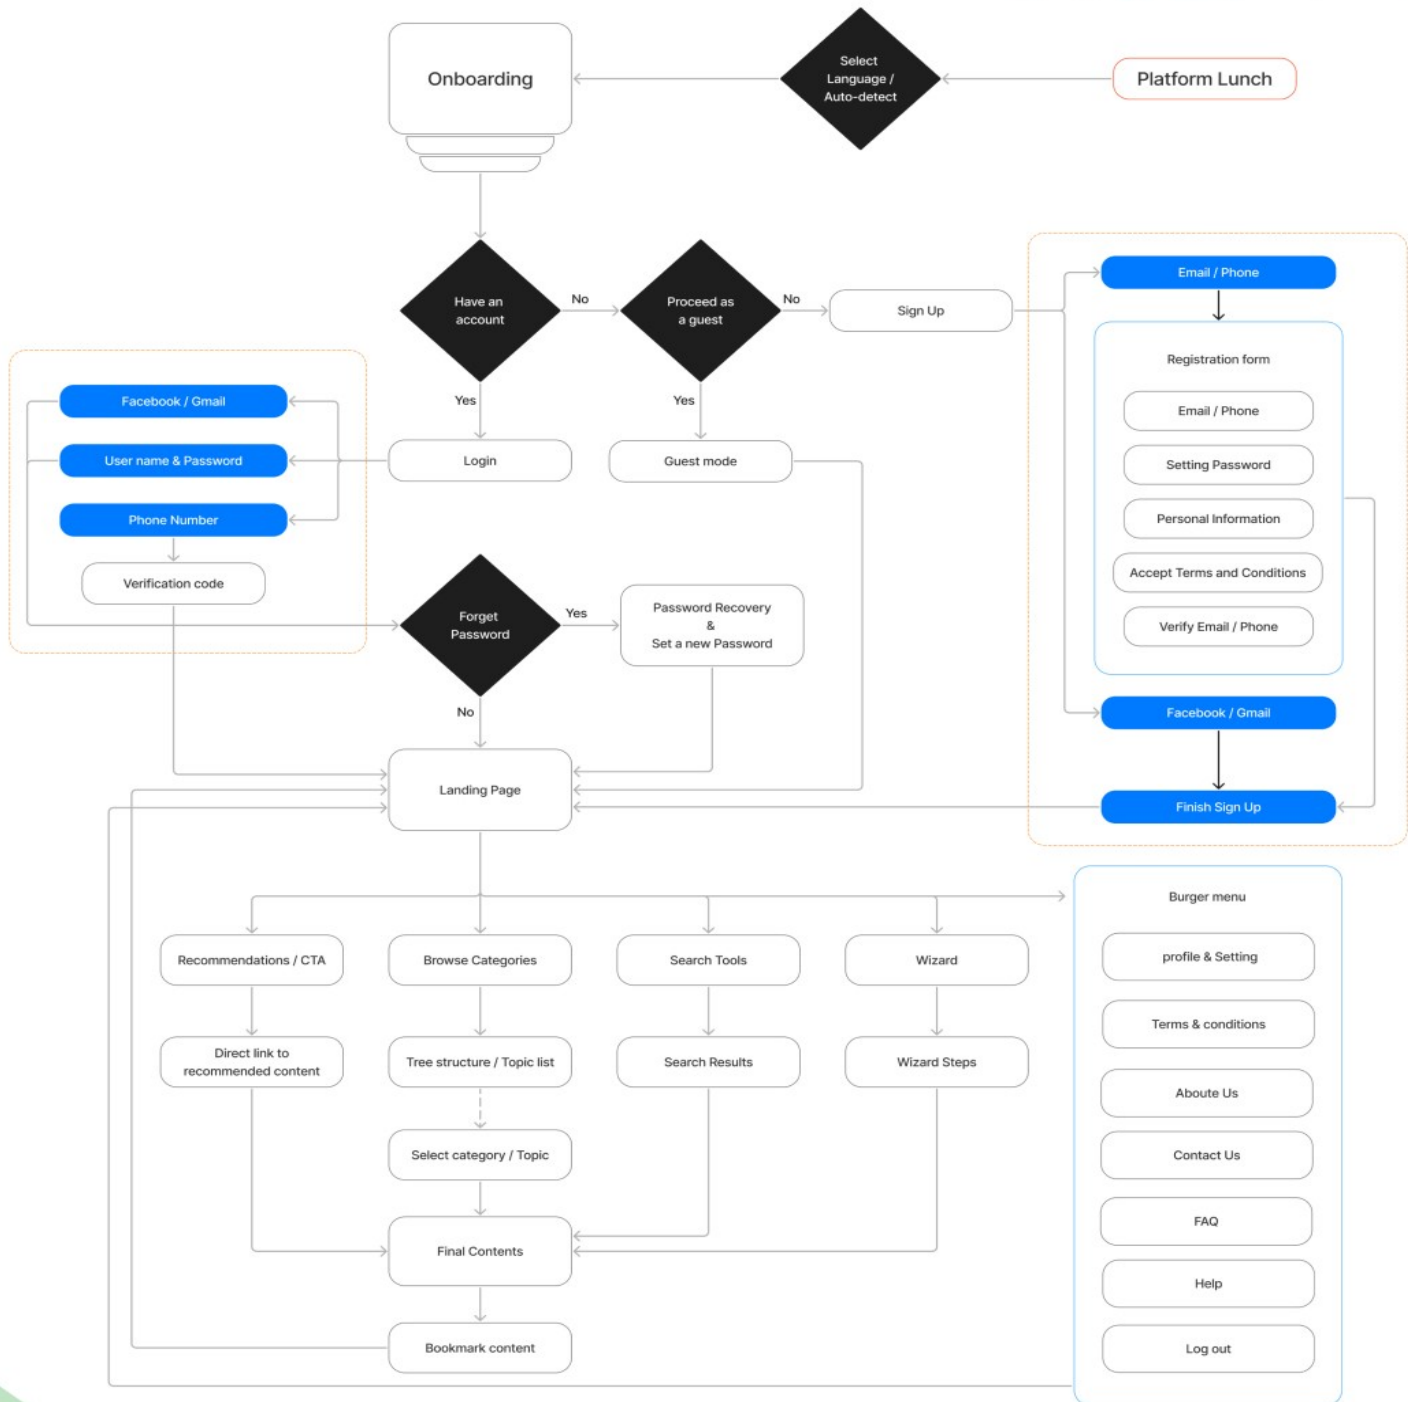 Onboarding
Select
Language /
Auto-detect
Platform Lunch
Have an
account
No
Proceed as
a guest
No
Sign Up
Yes
Yes
Login
Guest mode
Facebook / Gmail
User name & Password
Phone Number
Verification code
Forget
Password
Yes
Password Recovery
&
Set a new Password
No
Email / Phone
Registration form
Email / Phone
Setting Password
Personal Information
Accept Terms and Conditions
Verify Email / Phone
Facebook / Gmail
Finish Sign Up
Landing Page
Recommendations / CTA
Browse Categories
Search Tools
Wizard
Direct link to
recommended content
Tree structure / Topic list
Search Results
Wizard Steps
Select category / Topic
Final Contents
Bookmark content
Burger menu
profile & Setting
Terms & conditions
Aboute Us
Contact Us
FAQ
Help
Log out